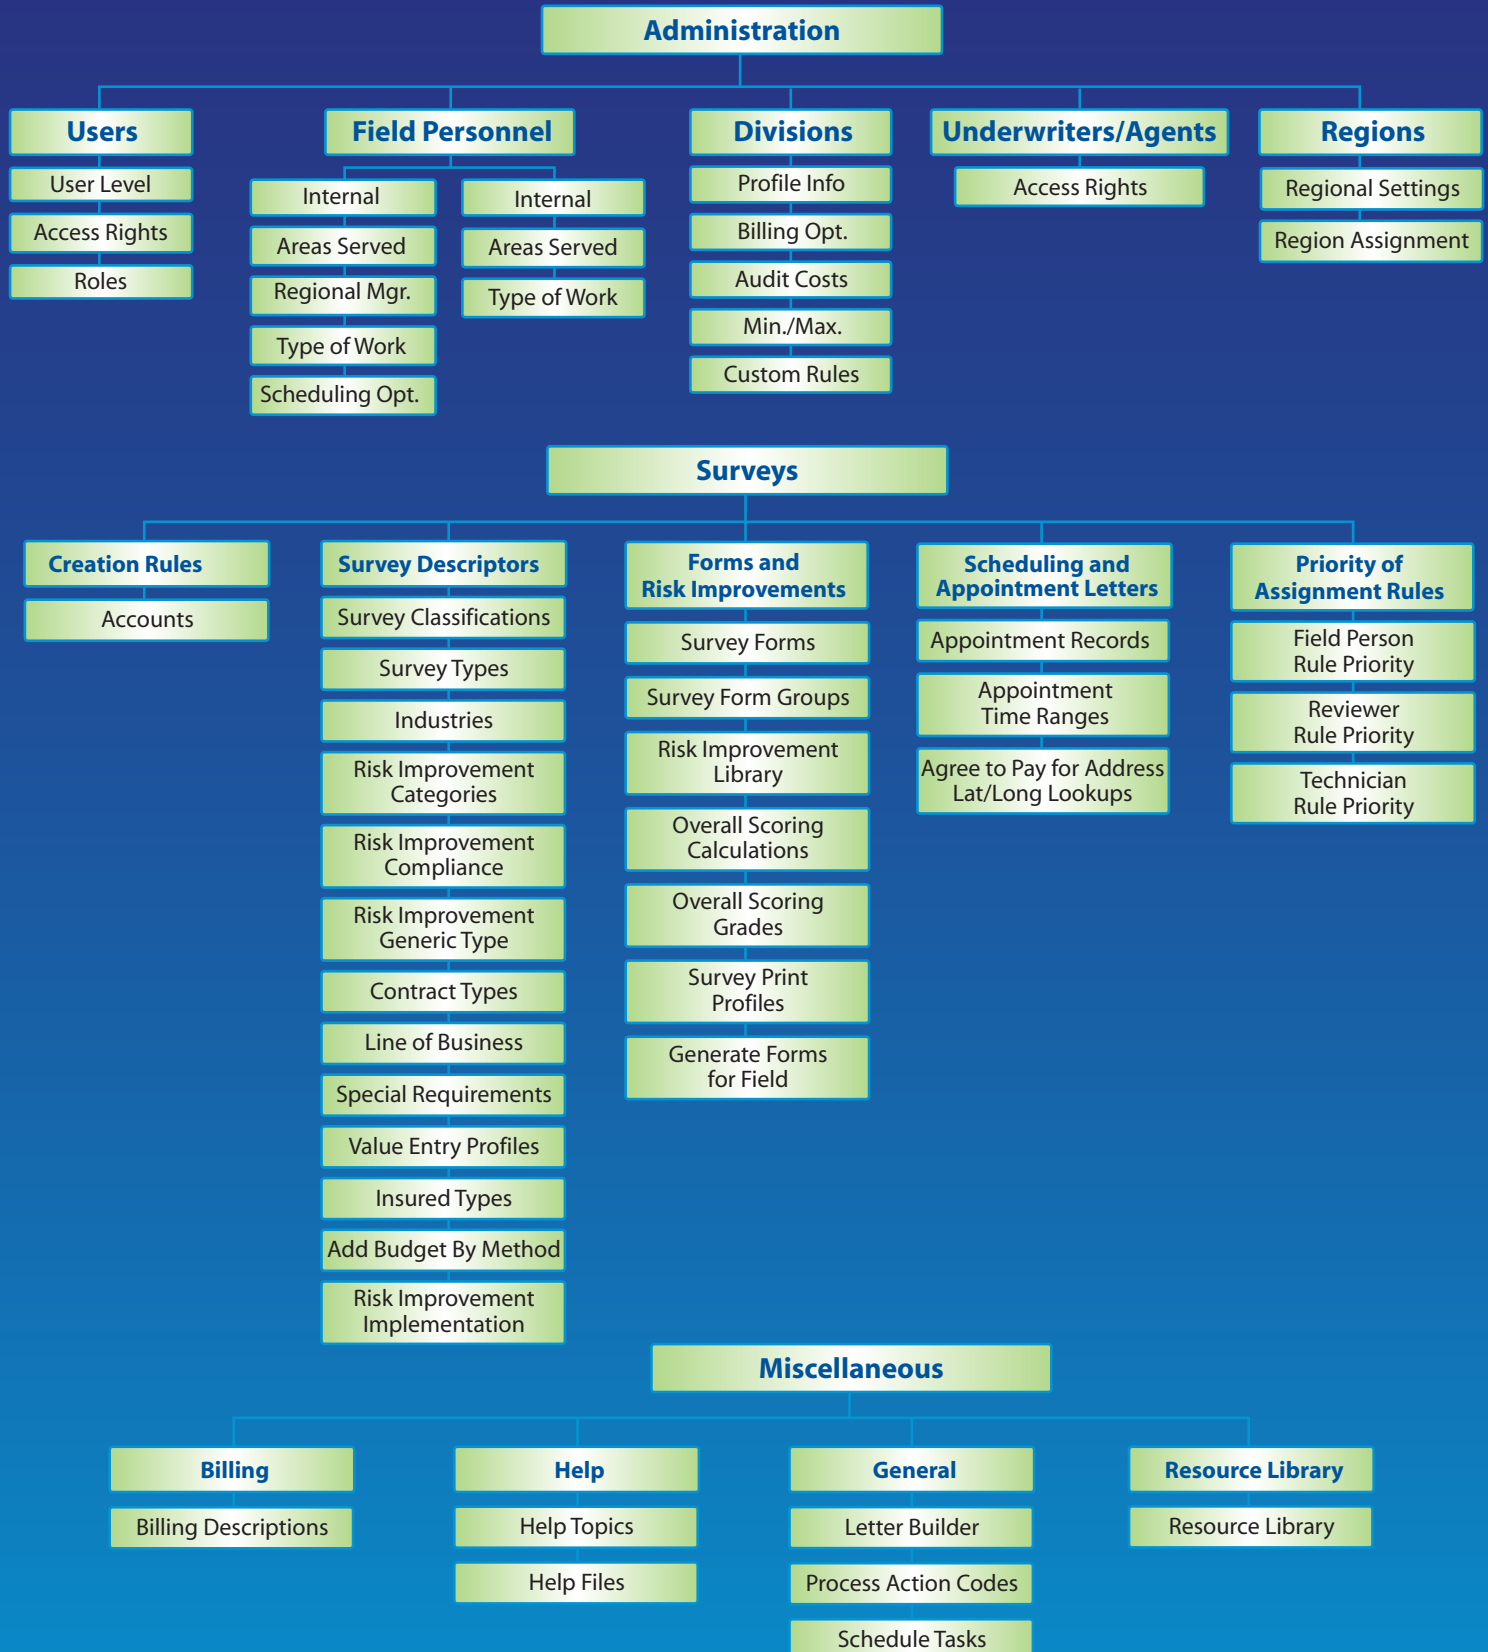 Administration
Users
User Level
Access Rights
Roles
Field Personnel
Internal
Areas Served
Regional Mgr.
Type of Work
Scheduling Opt.
Internal
Areas Served
Type of Work
Divisions
Profile Info
Billing Opt.
Audit Costs
Min./Max.
Custom Rules
Underwriters/Agents
Access Rights
Regions
Regional Settings
Region Assignment
Surveys
Creation Rules
Accounts
Survey Descriptors
Survey Classifications
Survey Types
Industries
Risk Improvement
Categories
Risk Improvement
Compliance
Risk Improvement
Generic Type
Contract Types
Line of Business
Special Requirements
Value Entry Profiles
Insured Types
Add Budget By Method
Risk Improvement
Implementation
Forms and
Risk Improvements
Survey Forms
Survey Form Groups
Risk Improvement
Library
Overall Scoring
Calculations
Overall Scoring
Grades
Survey Print
Profiles
Generate Forms
for Field
Scheduling and
Appointment Letters
Appointment Records
Appointment
Time Ranges
Agree to Pay for Address
Lat/Long Lookups
Priority of
Assignment Rules
Field Person
Rule Priority
Reviewer
Rule Priority
Technician
Rule Priority
Miscellaneous
Billing
Billing Descriptions
Help
Help Topics
Help Files
General
Letter Builder
Process Action Codes
Schedule Tasks
Resource Library
Resource Library